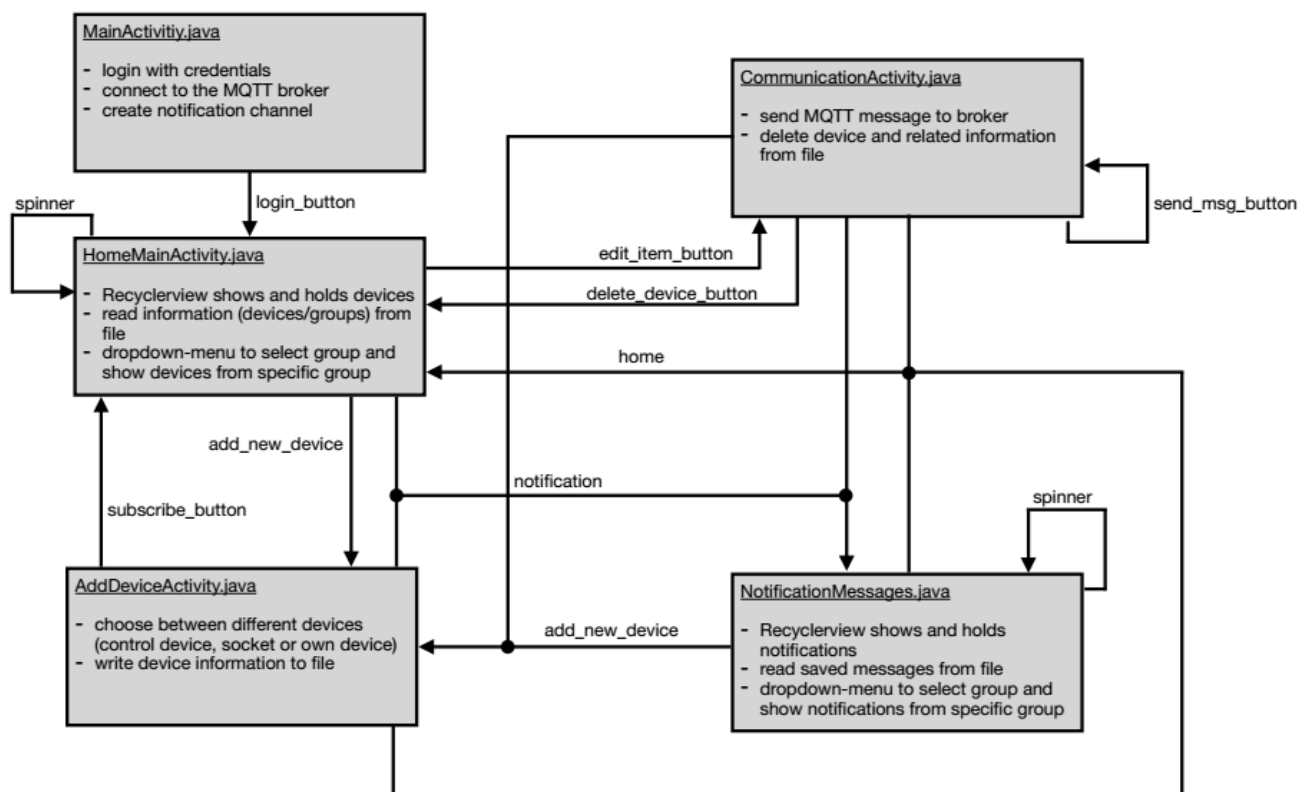 MainActivitiy.java
- login with credentials
- connect to the MQTT broker
- create notification channel
CommunicationActivity.java
- send MQTT message to broker
- delete device and related information
from file
login_button
spinner
send_msg_button
HomeMainActivity.java
- Recyclerview shows and holds devices
- read information (devices/groups) from
file
- dropdown-menu to select group and
show devices from specific group
edit_item_button
delete_device_button
home
add_new_device
notification
subscribe_button
spinner
AddDeviceActivity.java
- choose between different devices
(control device, socket or own device)
- write device information to file
add_new_device
NotificationMessages.java
- Recyclerview shows and holds
notifications
- read saved messages from file
- dropdown-menu to select group and
show notifications from specific group